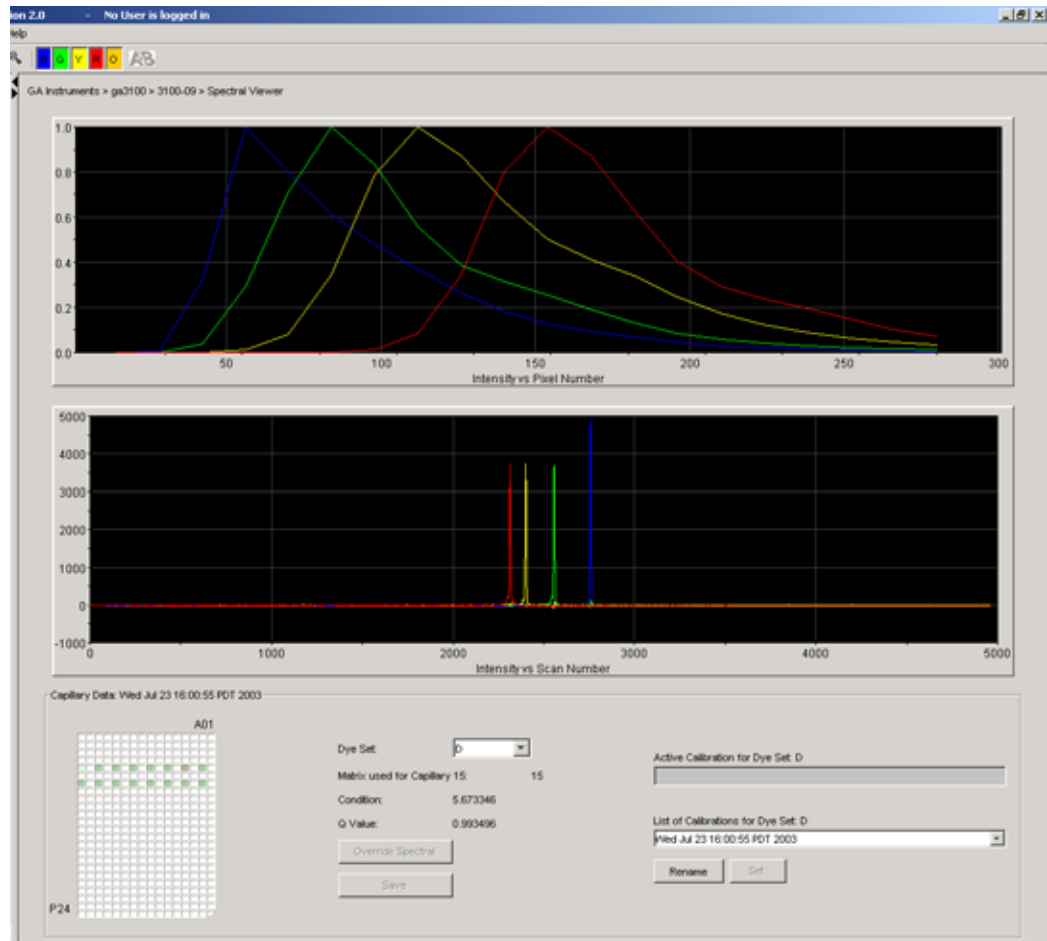 ion 2.0 - No User is logged in
Help
B G Y R O A/B
GA Instruments > ga3100 > 3100-09 > Spectral Viewer
1.0
0.8
0.6
0.4
0.2
0.0
50 100 150 200 250 300
Intensity vs Pixel Number
5000
4000
3000
2000
1000
0
-1000
0 1000 2000 3000 4000 5000
Intensity vs Scan Number
Capillary Data: Wed Jul 23 16:00:55 PDT 2003
A01
P24
Dye Set: D
Matrix used for Capillary 15: 15
Condition: 5.673346
Q Value: 0.993496
Override Spectral
Save
Active Calibration for Dye Set: D
List of Calibrations for Dye Set: D
Wed Jul 23 16:00:55 PDT 2003
Rename Set